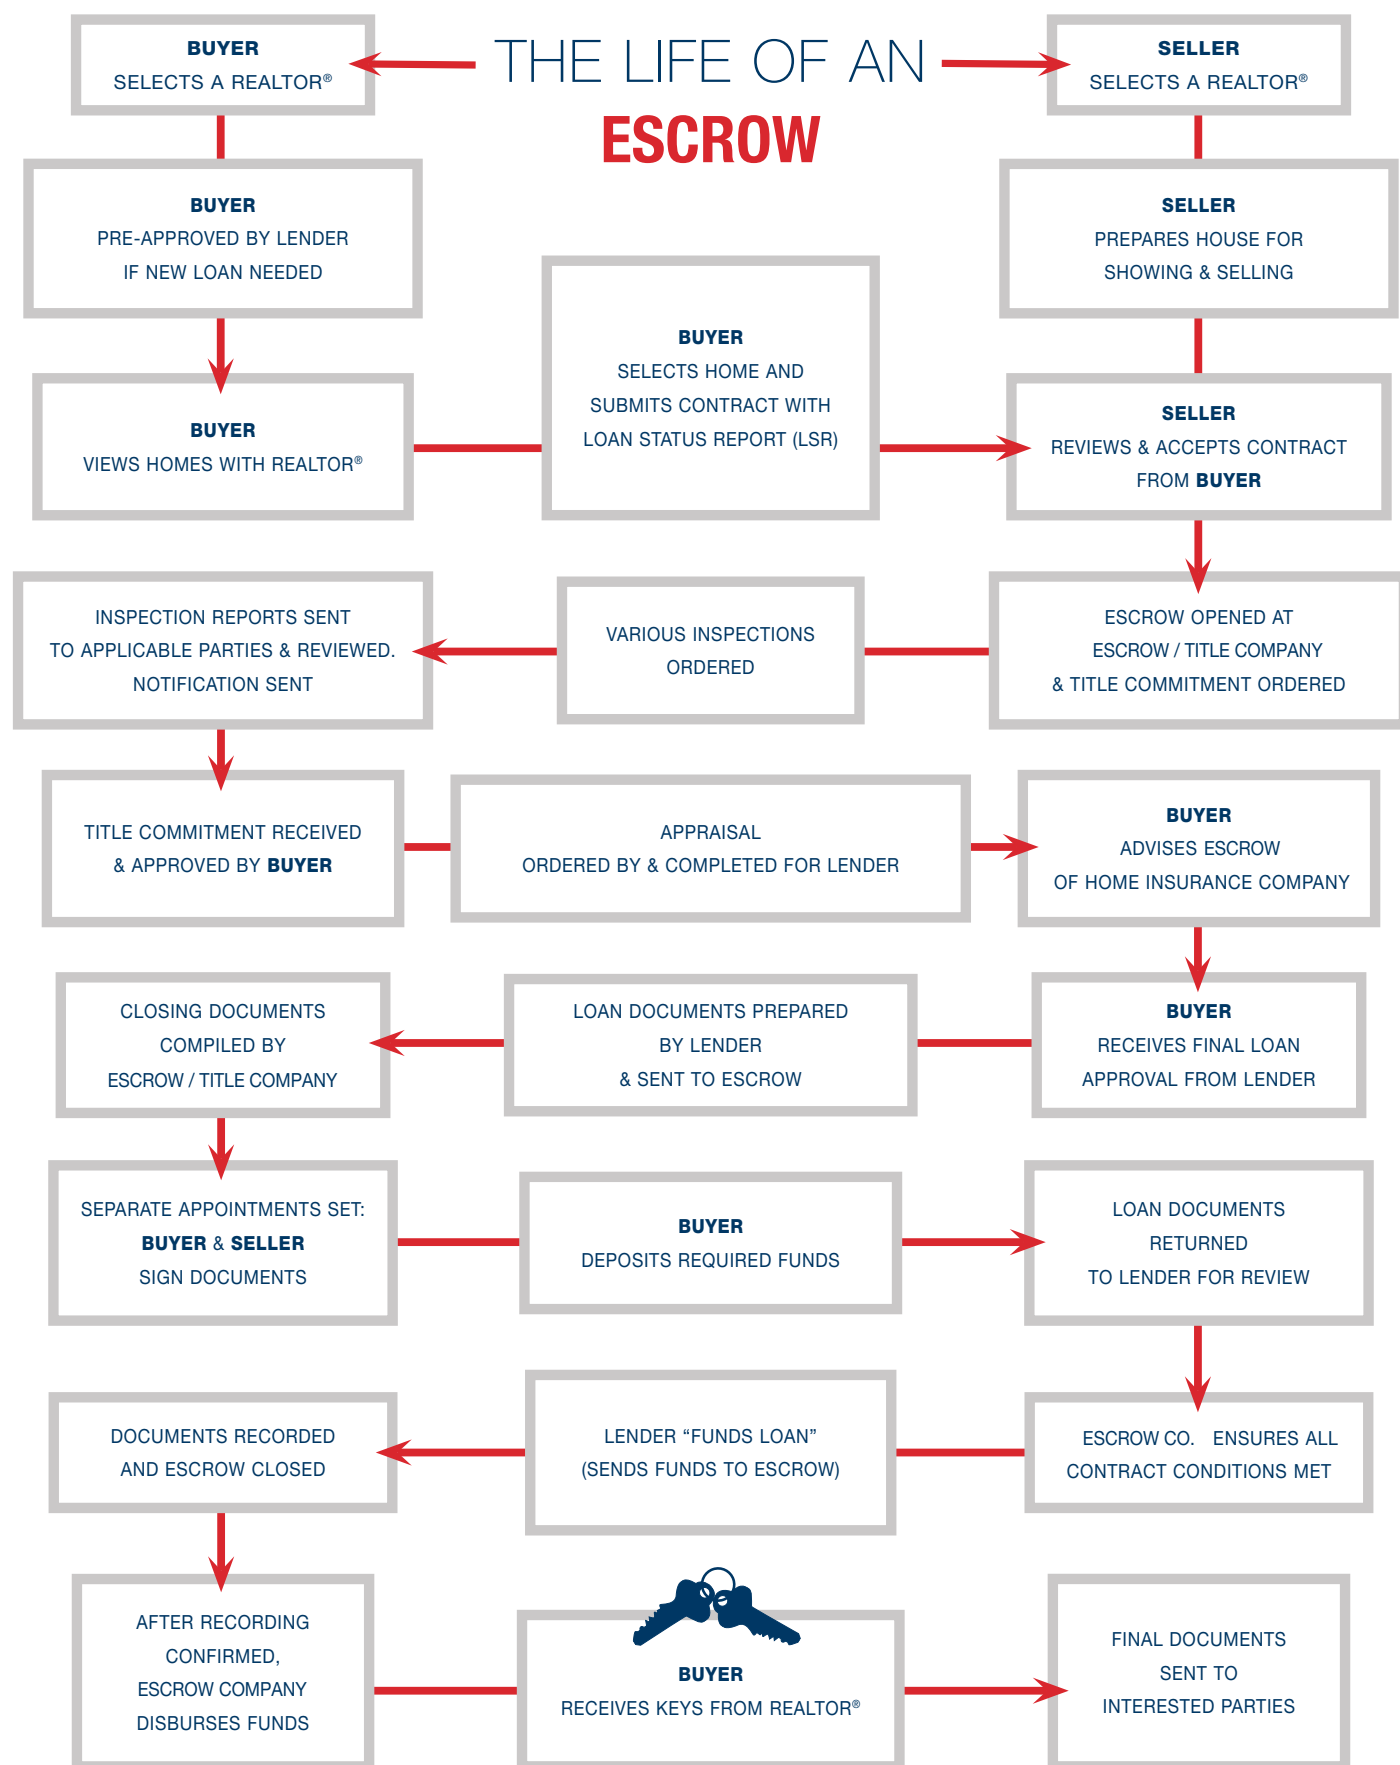 THE LIFE OF AN
ESCROW
BUYER
SELECTS A REALTOR®
SELLER
SELECTS A REALTOR®
BUYER
PRE-APPROVED BY LENDER
IF NEW LOAN NEEDED
SELLER
PREPARES HOUSE FOR
SHOWING & SELLING
BUYER
VIEWS HOMES WITH REALTOR®
BUYER
SELECTS HOME AND
SUBMITS CONTRACT WITH
LOAN STATUS REPORT (LSR)
SELLER
REVIEWS & ACCEPTS CONTRACT
FROM BUYER
ESCROW OPENED AT
ESCROW / TITLE COMPANY
& TITLE COMMITMENT ORDERED
VARIOUS INSPECTIONS
ORDERED
INSPECTION REPORTS SENT
TO APPLICABLE PARTIES & REVIEWED.
NOTIFICATION SENT
TITLE COMMITMENT RECEIVED
& APPROVED BY BUYER
APPRAISAL
ORDERED BY & COMPLETED FOR LENDER
BUYER
ADVISES ESCROW
OF HOME INSURANCE COMPANY
BUYER
RECEIVES FINAL LOAN
APPROVAL FROM LENDER
LOAN DOCUMENTS PREPARED
BY LENDER
& SENT TO ESCROW
CLOSING DOCUMENTS
COMPILED BY
ESCROW / TITLE COMPANY
SEPARATE APPOINTMENTS SET:
BUYER & SELLER
SIGN DOCUMENTS
BUYER
DEPOSITS REQUIRED FUNDS
LOAN DOCUMENTS
RETURNED
TO LENDER FOR REVIEW
ESCROW CO. ENSURES ALL
CONTRACT CONDITIONS MET
LENDER “FUNDS LOAN”
(SENDS FUNDS TO ESCROW)
DOCUMENTS RECORDED
AND ESCROW CLOSED
AFTER RECORDING
CONFIRMED,
ESCROW COMPANY
DISBURSES FUNDS
BUYER
RECEIVES KEYS FROM REALTOR®
FINAL DOCUMENTS
SENT TO
INTERESTED PARTIES